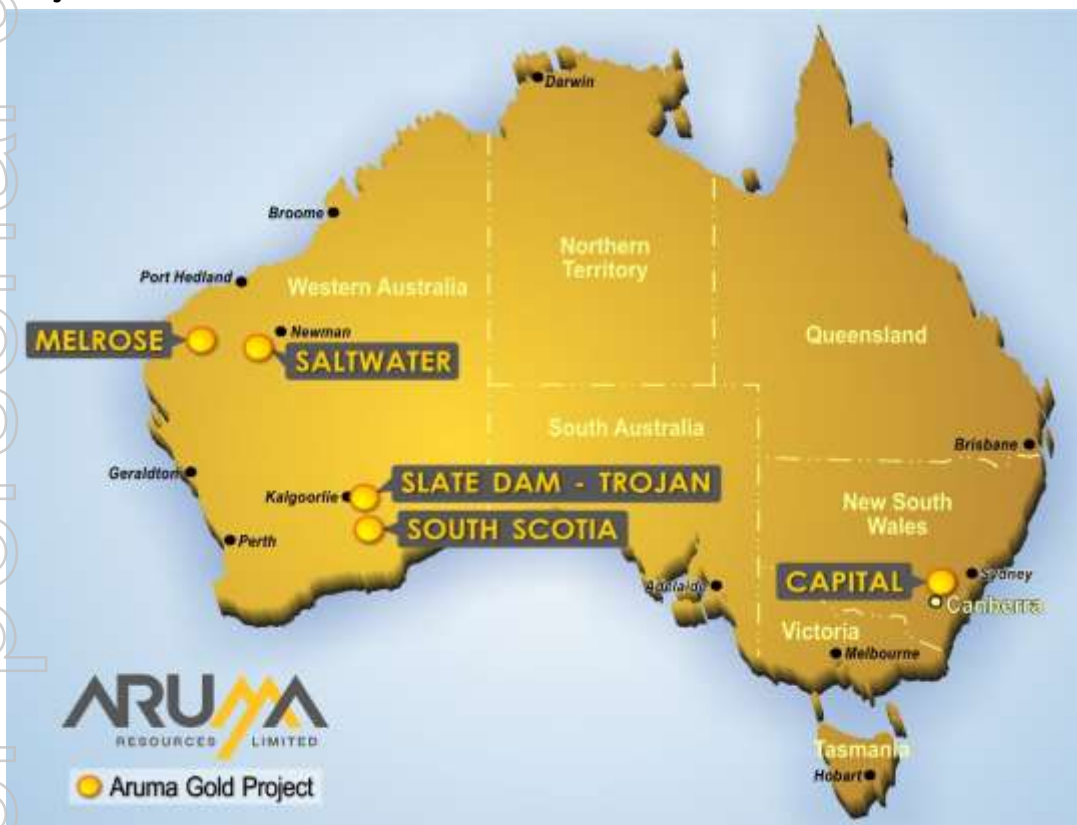 Darwin
Broome
Northern
Territory
Port Hedland
Western Australia
Newman
MELROSE
SALTWATER
Queensland
South Australia
Brisbane
Geraldton
Kalgoorlie
SLATE DAM - TROJAN
SOUTH SCOTIA
New South
Wales
Perth
Adelaide
CAPITAL
Sydney
Canberra
Victoria
Melbourne
Tasmania
Hobart
ARUMA
RESOURCES LIMITED
Aruma Gold Project